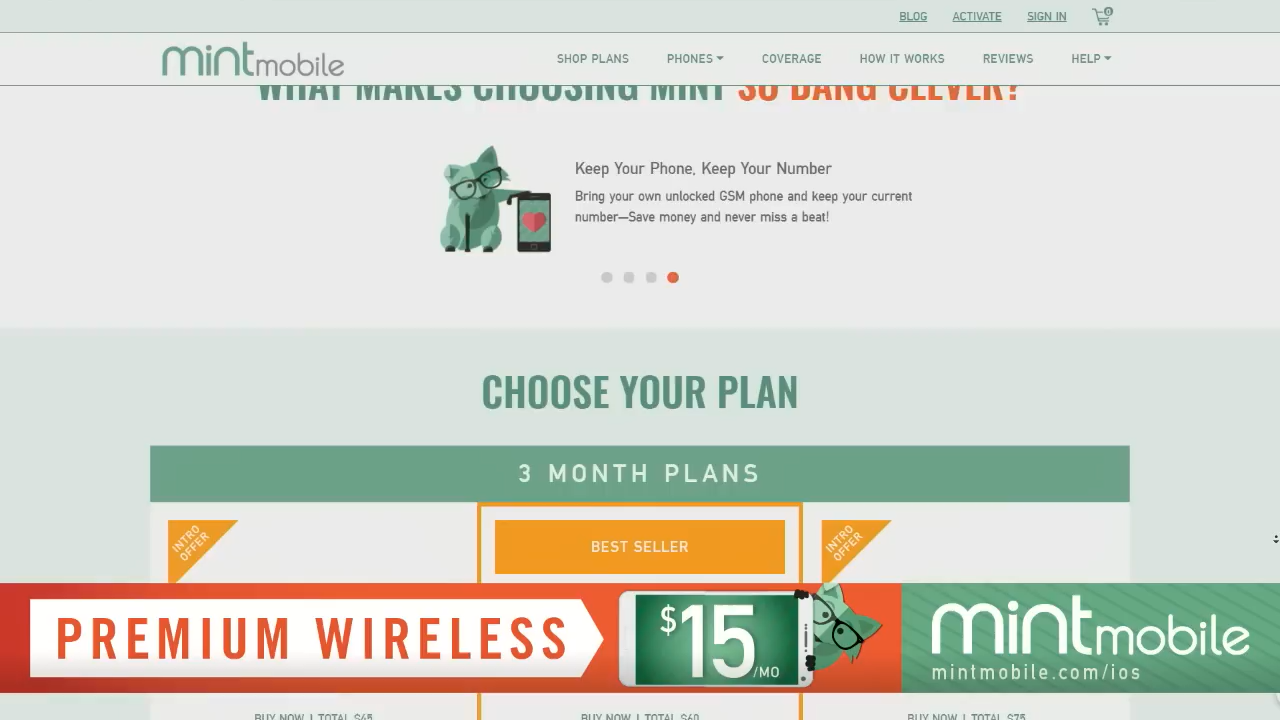 BLOG ACTIVATE SIGN IN 0
mintmobile
SHOP PLANS PHONES COVERAGE HOW IT WORKS REVIEWS HELP
WHAT MAKES CHOOSING MINT SO DANG CLEVER?
Keep Your Phone, Keep Your Number
Bring your own unlocked GSM phone and keep your current
number—Save money and never miss a beat!
CHOOSE YOUR PLAN
3 MONTH PLANS
INTRO
OFFER
BEST SELLER
INTRO
OFFER
PREMIUM WIRELESS
$15/MO
mintmobile
mintmobile.com/ios
BUY NOW | TOTAL $45
BUY NOW | TOTAL $60
BUY NOW | TOTAL $75